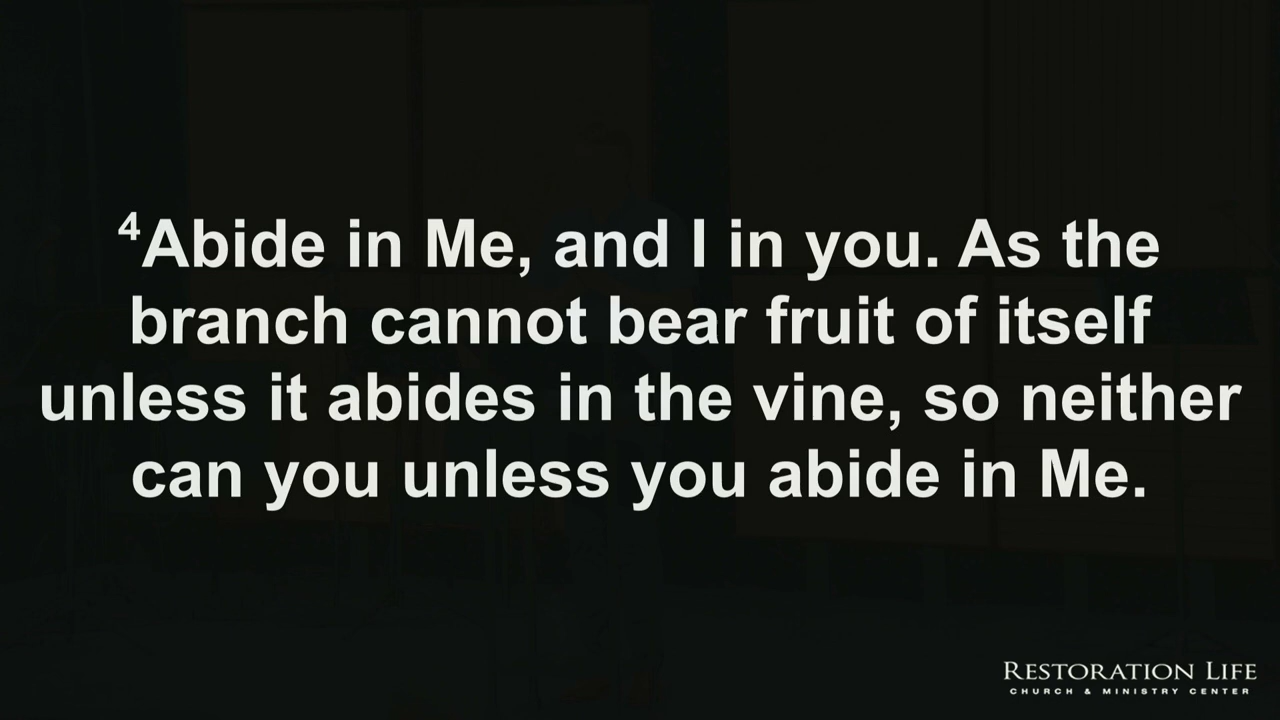 ⁴Abide in Me, and I in you. As the
branch cannot bear fruit of itself
unless it abides in the vine, so neither
can you unless you abide in Me.
RESTORATION LIFE
CHURCH & MINISTRY CENTER